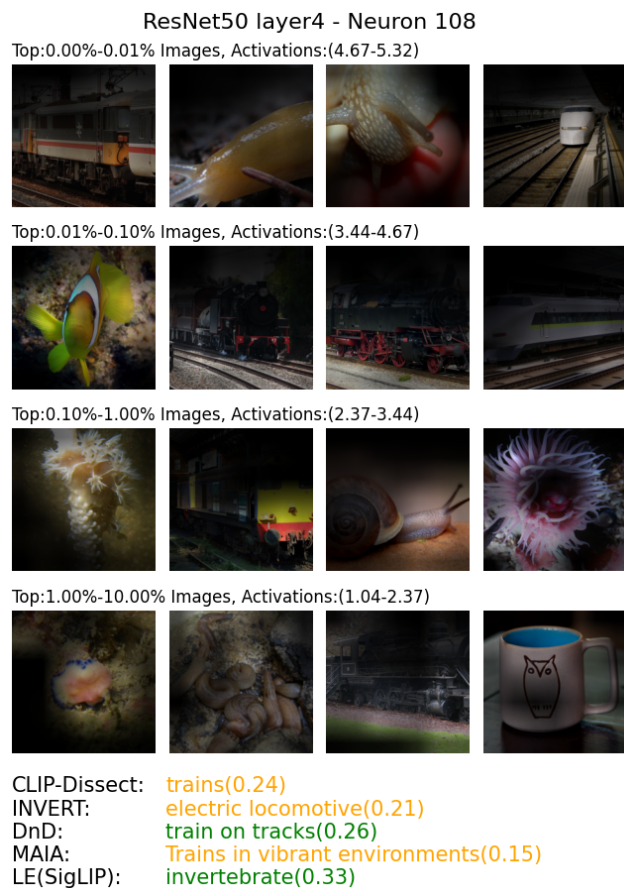 ResNet50 layer4 - Neuron 108
Top:0.00%-0.01% Images, Activations:(4.67-5.32)
Top:0.01%-0.10% Images, Activations:(3.44-4.67)
Top:0.10%-1.00% Images, Activations:(2.37-3.44)
Top:1.00%-10.00% Images, Activations:(1.04-2.37)
CLIP-Dissect: trains(0.24)
INVERT: electric locomotive(0.21)
DnD: train on tracks(0.26)
MAIA: Trains in vibrant environments(0.15)
LE(SigLIP): invertebrate(0.33)